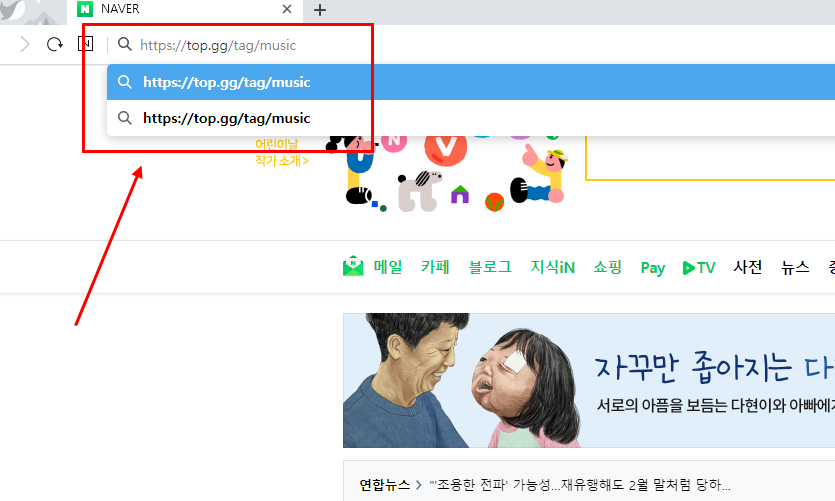 NAVER
https://top.gg/tag/music
https://top.gg/tag/music
https://top.gg/tag/music
어린이날
작가 소개 >
메일 카페 블로그 지식iN 쇼핑 Pay TV 사전 뉴스
자꾸만 좁아지는 다
서로의 아픔을 보듬는 다현이와 아빠에게
연합뉴스 > "'조용한 전파' 가능성...재유행해도 2월 말처럼 당하...